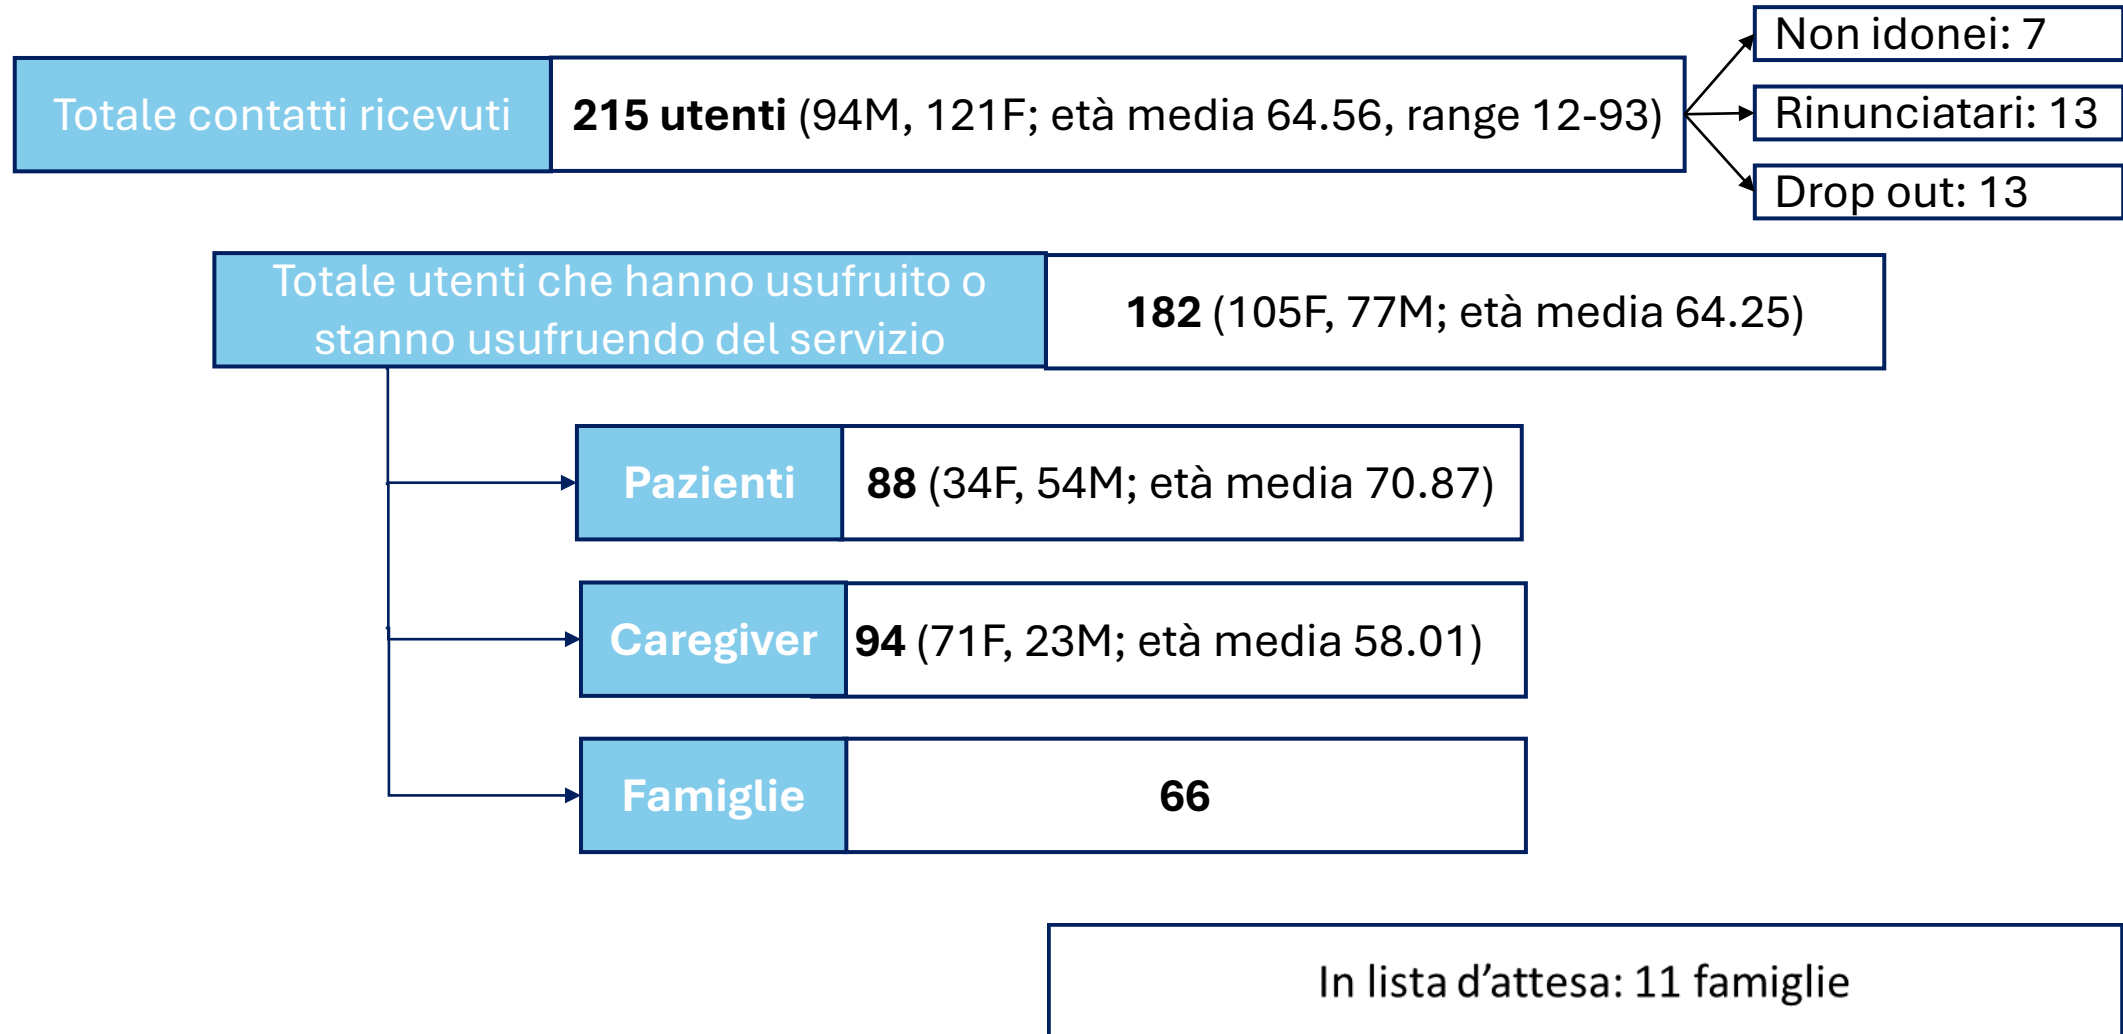 Non idonei: 7
Totale contatti ricevuti
215 utenti (94M, 121F; età media 64.56, range 12-93)
Rinunciatari: 13
Drop out: 13
Totale utenti che hanno usufruito o
stanno usufruendo del servizio
182 (105F, 77M; età media 64.25)
Pazienti
88 (34F, 54M; età media 70.87)
Caregiver
94 (71F, 23M; età media 58.01)
Famiglie
66
In lista d’attesa: 11 famiglie